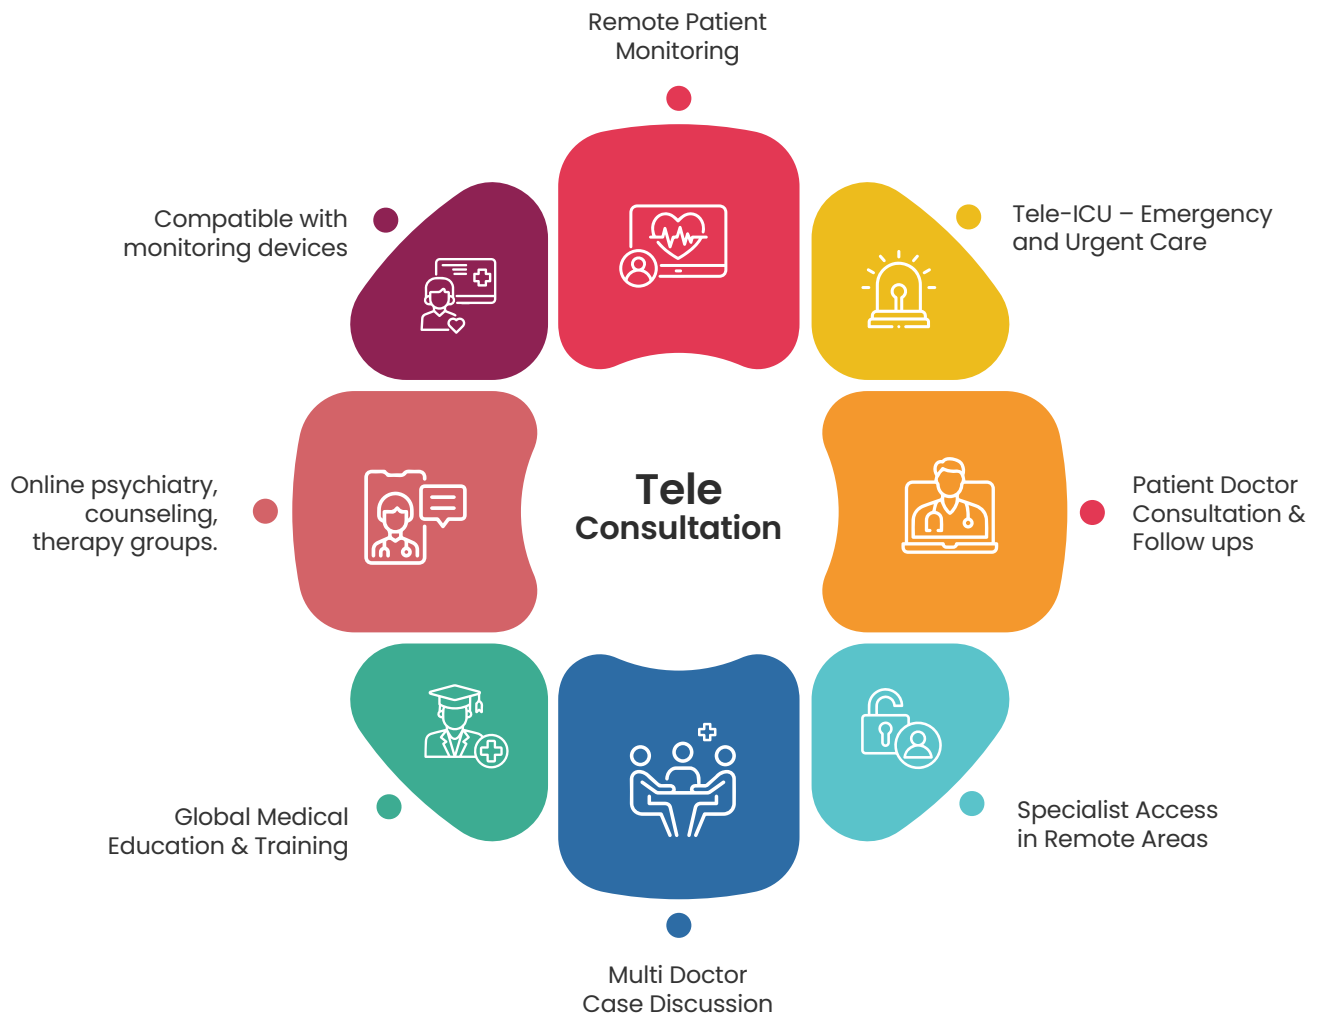 Remote Patient
Monitoring
Compatible with
monitoring devices
Tele-ICU – Emergency
and Urgent Care
Online psychiatry,
counseling,
therapy groups.
Tele
Consultation
Patient Doctor
Consultation &
Follow ups
Global Medical
Education & Training
Specialist Access
in Remote Areas
Multi Doctor
Case Discussion